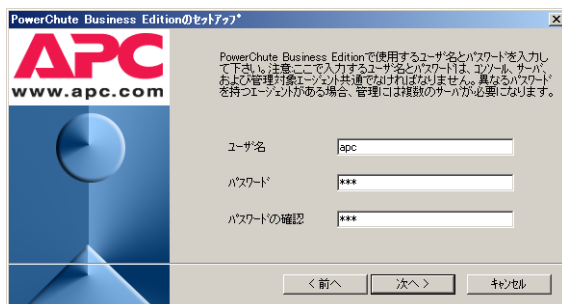 PowerChute Business Editionのｾｯﾄｱｯﾌﾟ
APC
www.apc.com
PowerChute Business Editionで使用するﾕｰｻﾞ名とﾊﾟｽﾜｰﾄﾞを入力し
て下さい。注意:ここで入力するﾕｰｻﾞ名とﾊﾟｽﾜｰﾄﾞは、ｺﾝｿｰﾙ、ｻｰﾊﾞ、
および管理対象ｴｰｼﾞｪﾝﾄ共通でなければなりません。異なるﾊﾟｽﾜｰﾄﾞ
を持つｴｰｼﾞｪﾝﾄがある場合、管理には複数のｻｰﾊﾞが必要になります。
ﾕｰｻﾞ名
apc
ﾊﾟｽﾜｰﾄﾞ
***
ﾊﾟｽﾜｰﾄﾞの確認
***
< 前へ
次へ >
ｷｬﾝｾﾙ